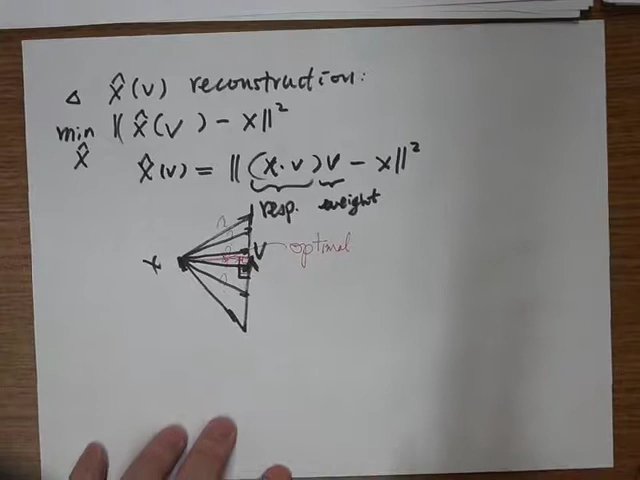 △ x̂(v) reconstruction:
min ‖ x̂(v) - x‖²
x̂
x̂(v) = ‖(x·v)v - x‖²
resp. weight
x
v
optimal